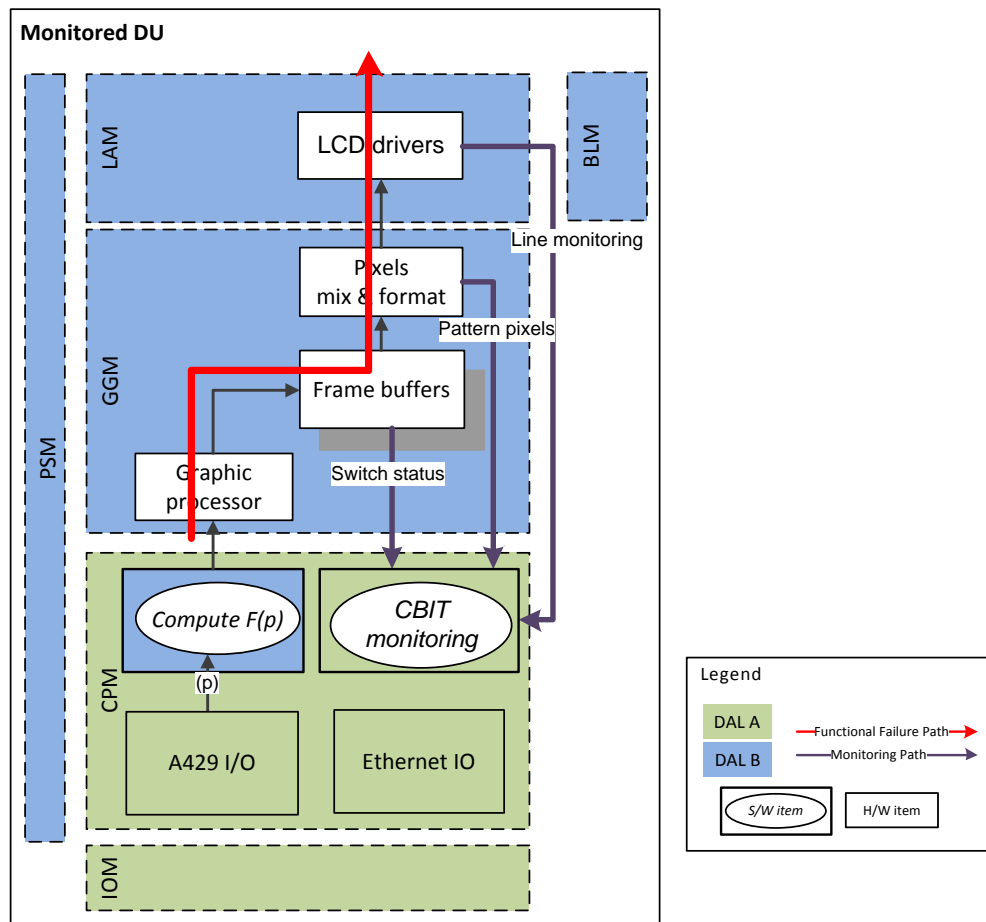 Monitored DU
LAM
LCD drivers
BLM
Line monitoring
Pixels
mix & format
Pattern pixels
GGM
Frame buffers
Switch status
Graphic
processor
PSM
Compute F(p)
CBIT
monitoring
(p)
CPM
A429 I/O
Ethernet IO
IOM
Legend
DAL A
Functional Failure Path
DAL B
Monitoring Path
S/W item
H/W item